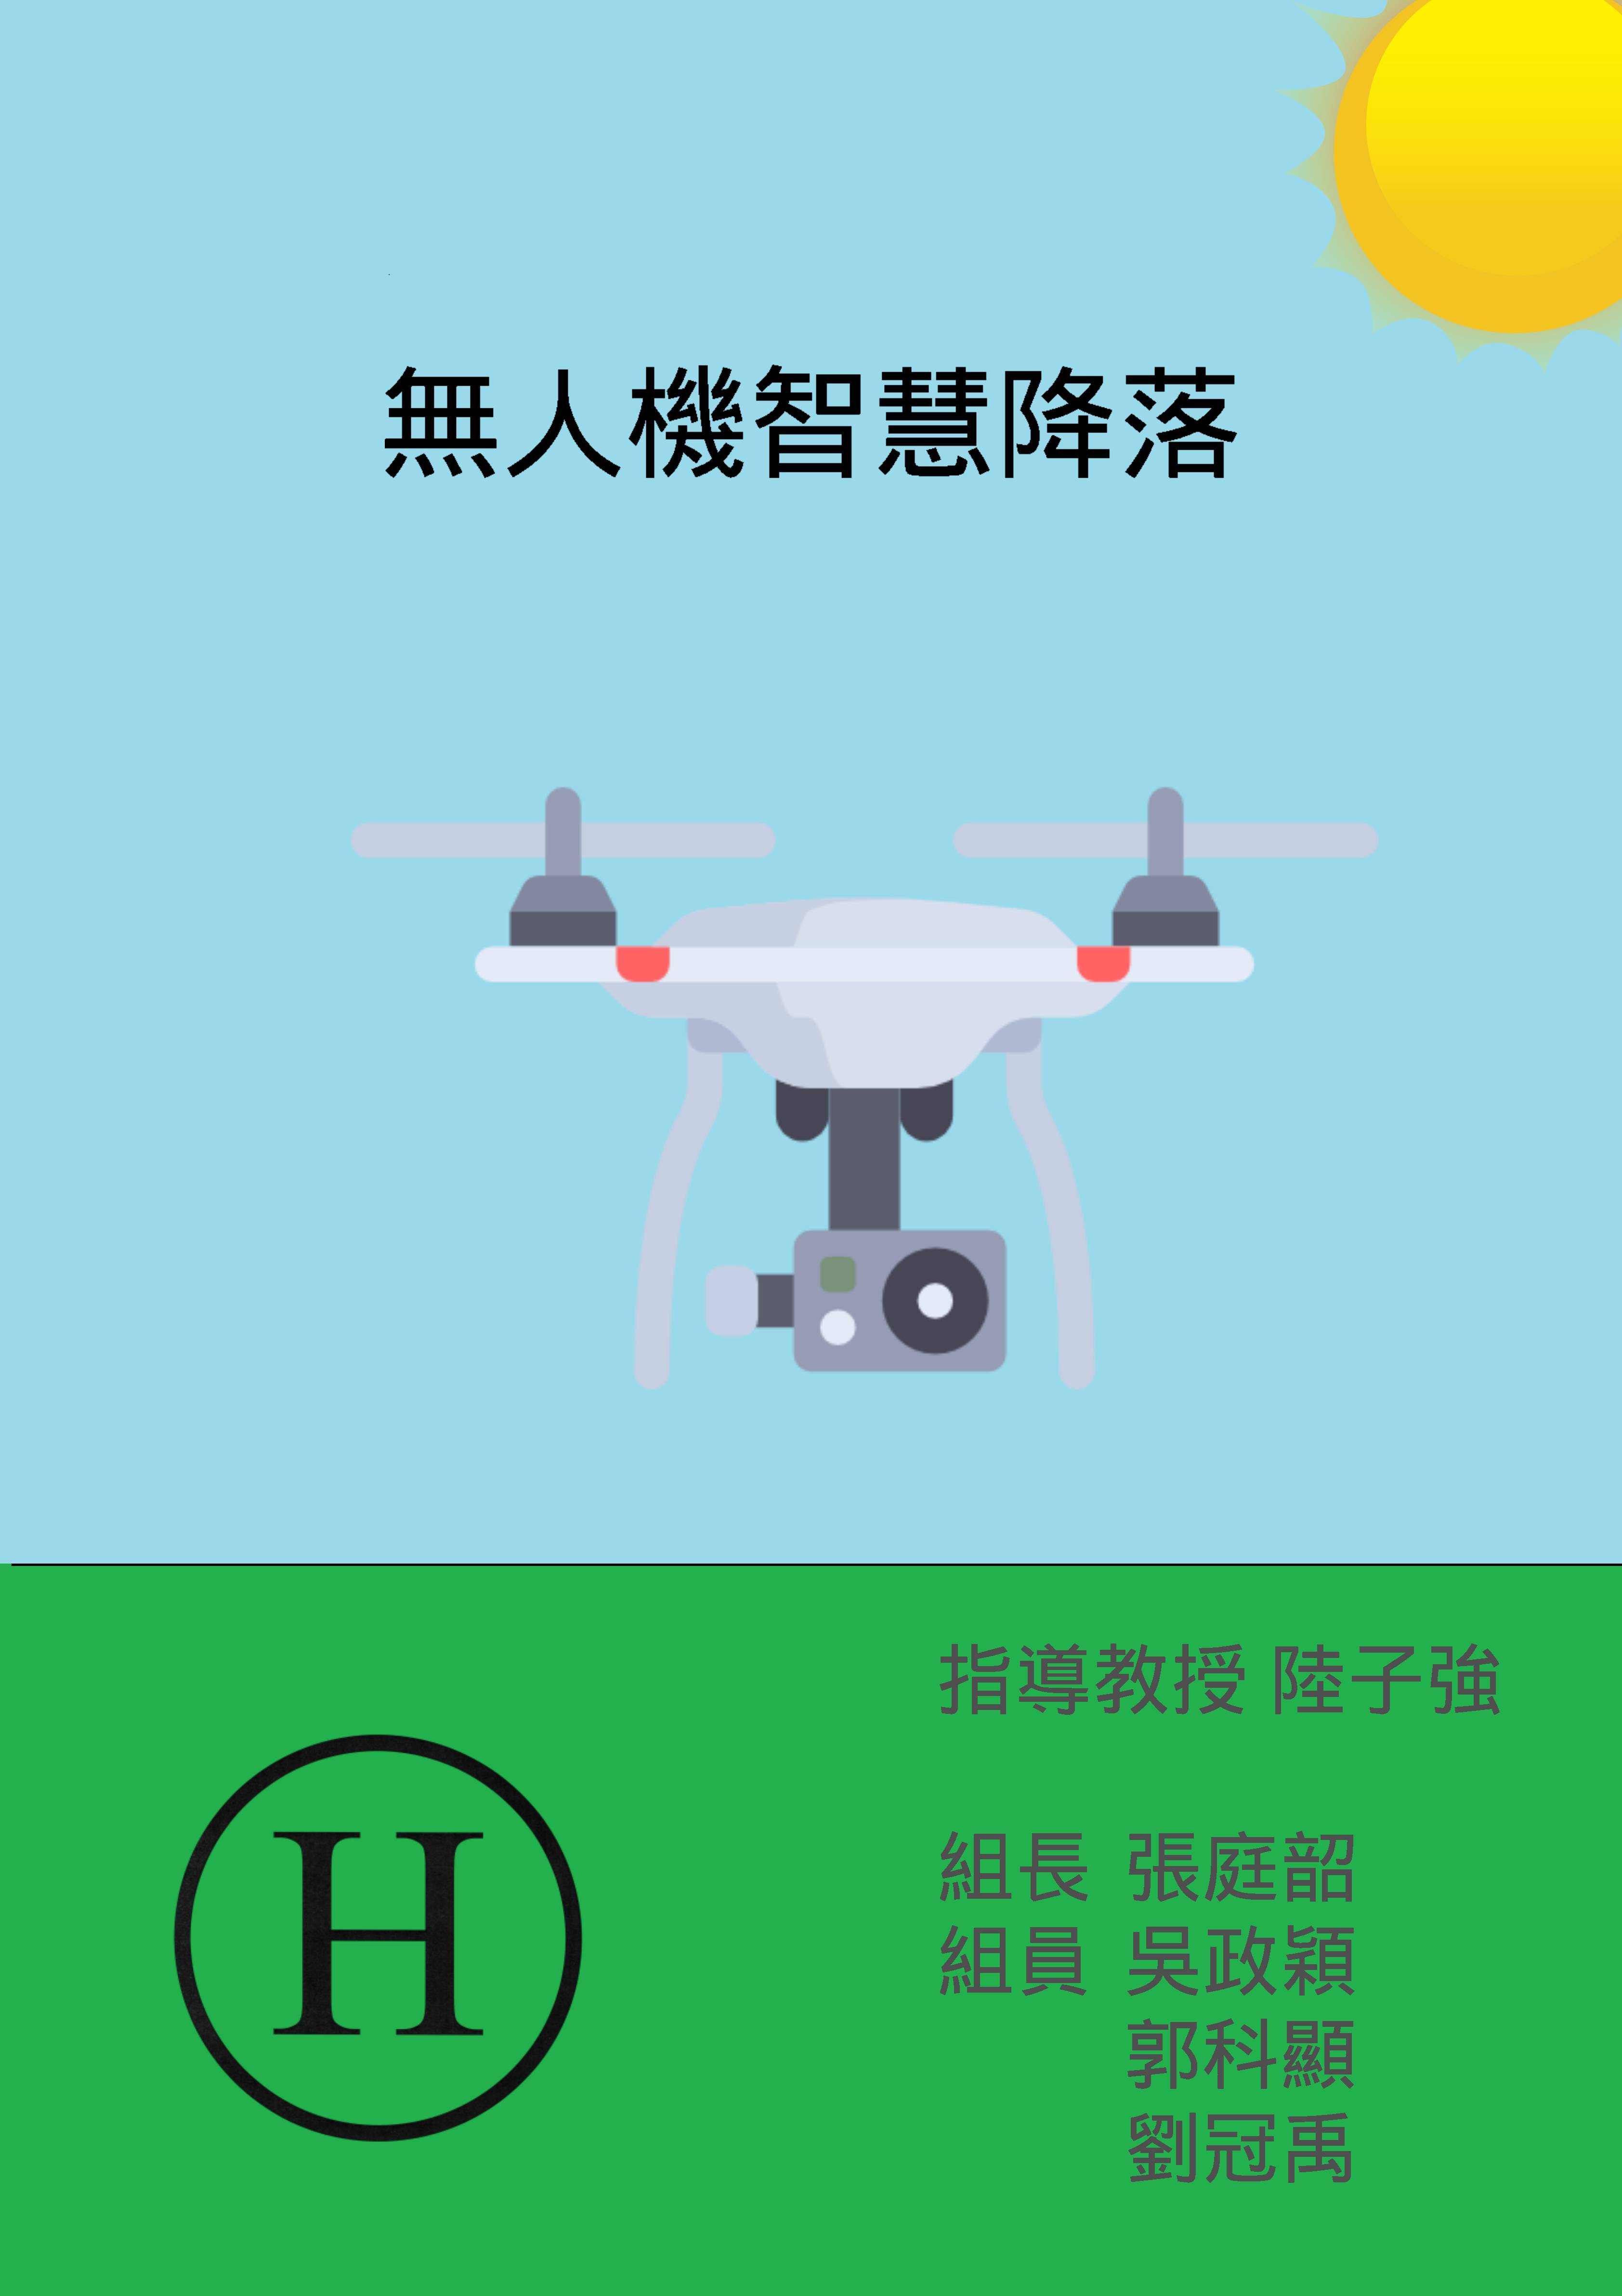 無人機智慧降落
指導教授 陸子強
H
組長 張庭韶
組員 吳政穎
郭科顯
劉冠禹